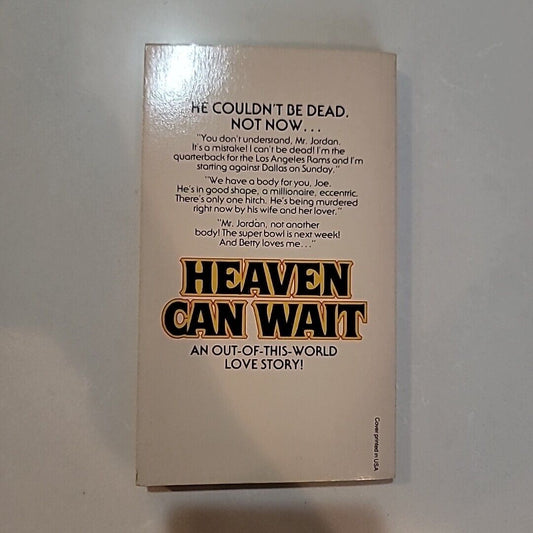 HE COULDN'T BE DEAD.
NOT NOW...
"You don't understand, Mr. Jordan.
It's a mistake! I can't be dead! I'm the
quarterback for the Los Angeles Rams and I'm
starting against Dallas on Sunday."
"We have a body for you, Joe.
He's in good shape, a millionaire, eccentric.
There's only one hitch. He's being murdered
right now by his wife and her lover."
"Mr. Jordan, not another
body! The super bowl is next week!
And Betty loves me..."
HEAVEN
CAN WAIT
AN OUT-OF-THIS-WORLD
LOVE STORY!
Cover printed in USA